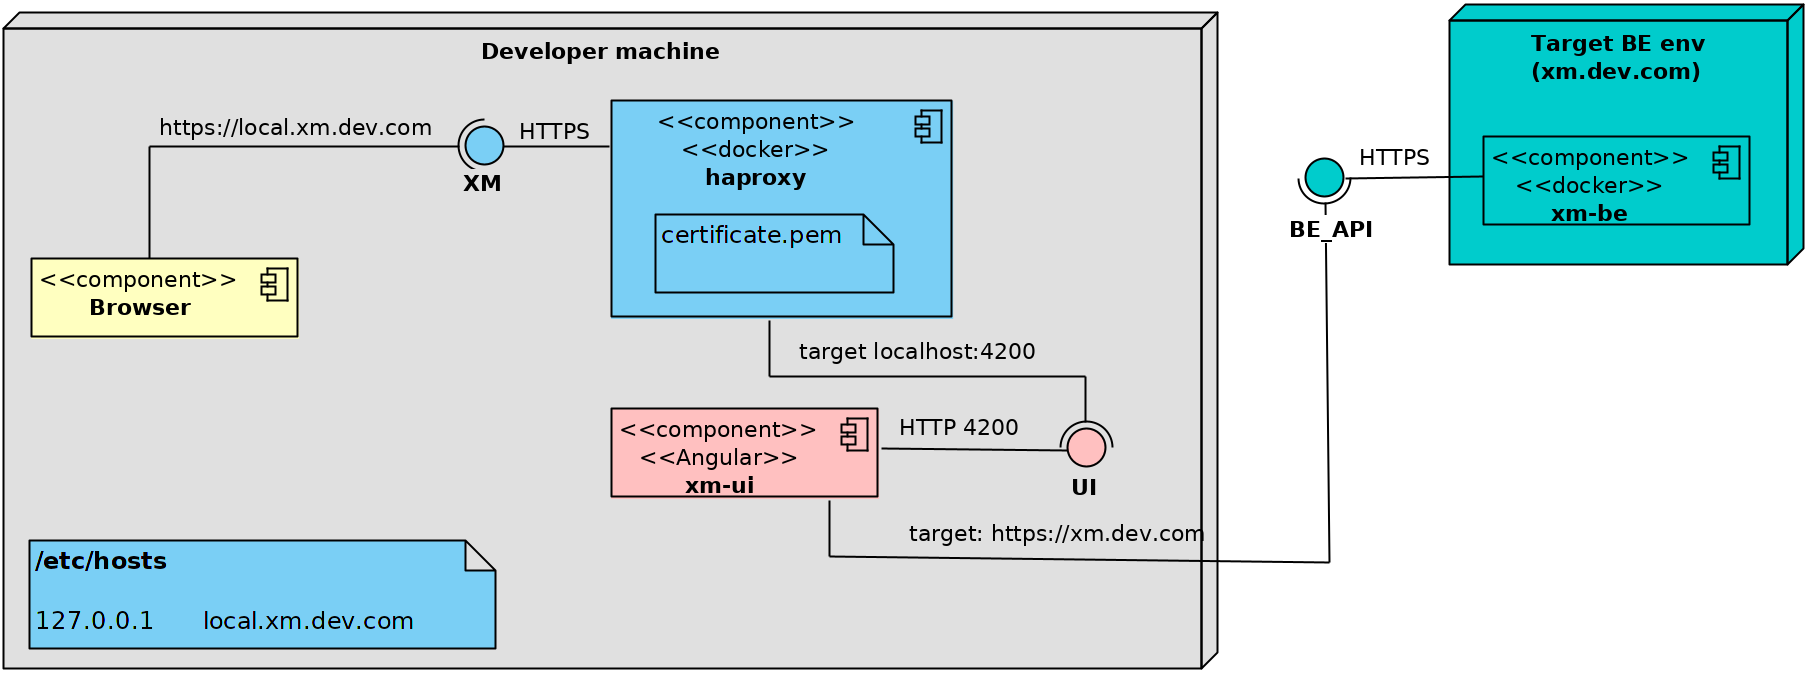 Developer machine
https://local.xm.dev.com
XM
HTTPS
<<component>>
<<docker>>
haproxy
certificate.pem
<<component>>
Browser
target localhost:4200
<<component>>
<<Angular>>
xm-ui
HTTP 4200
UI
target: https://xm.dev.com
/etc/hosts
127.0.0.1 local.xm.dev.com
Target BE env
(xm.dev.com)
HTTPS
BE_API
<<component>>
<<docker>>
xm-be